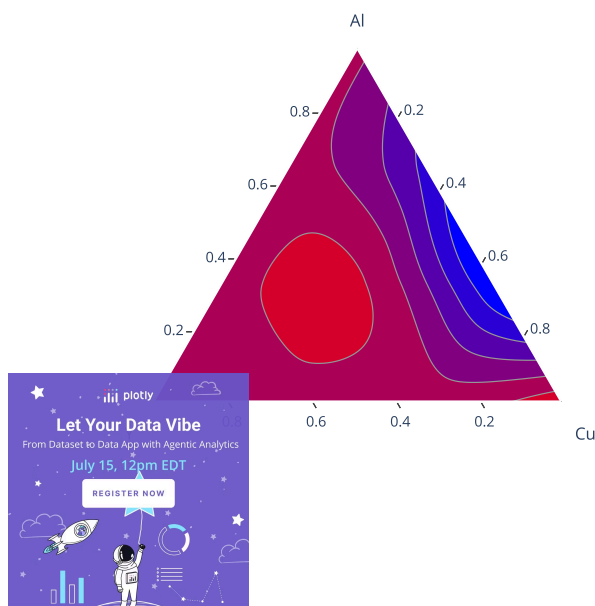 Al
0.8
0.2
0.6
0.4
0.4
0.6
0.2
0.8
0.8
0.6
0.4
0.2
Cu
plotly
Let Your Data Vibe
From Dataset to Data App with Agentic Analytics
July 15, 12pm EDT
REGISTER NOW